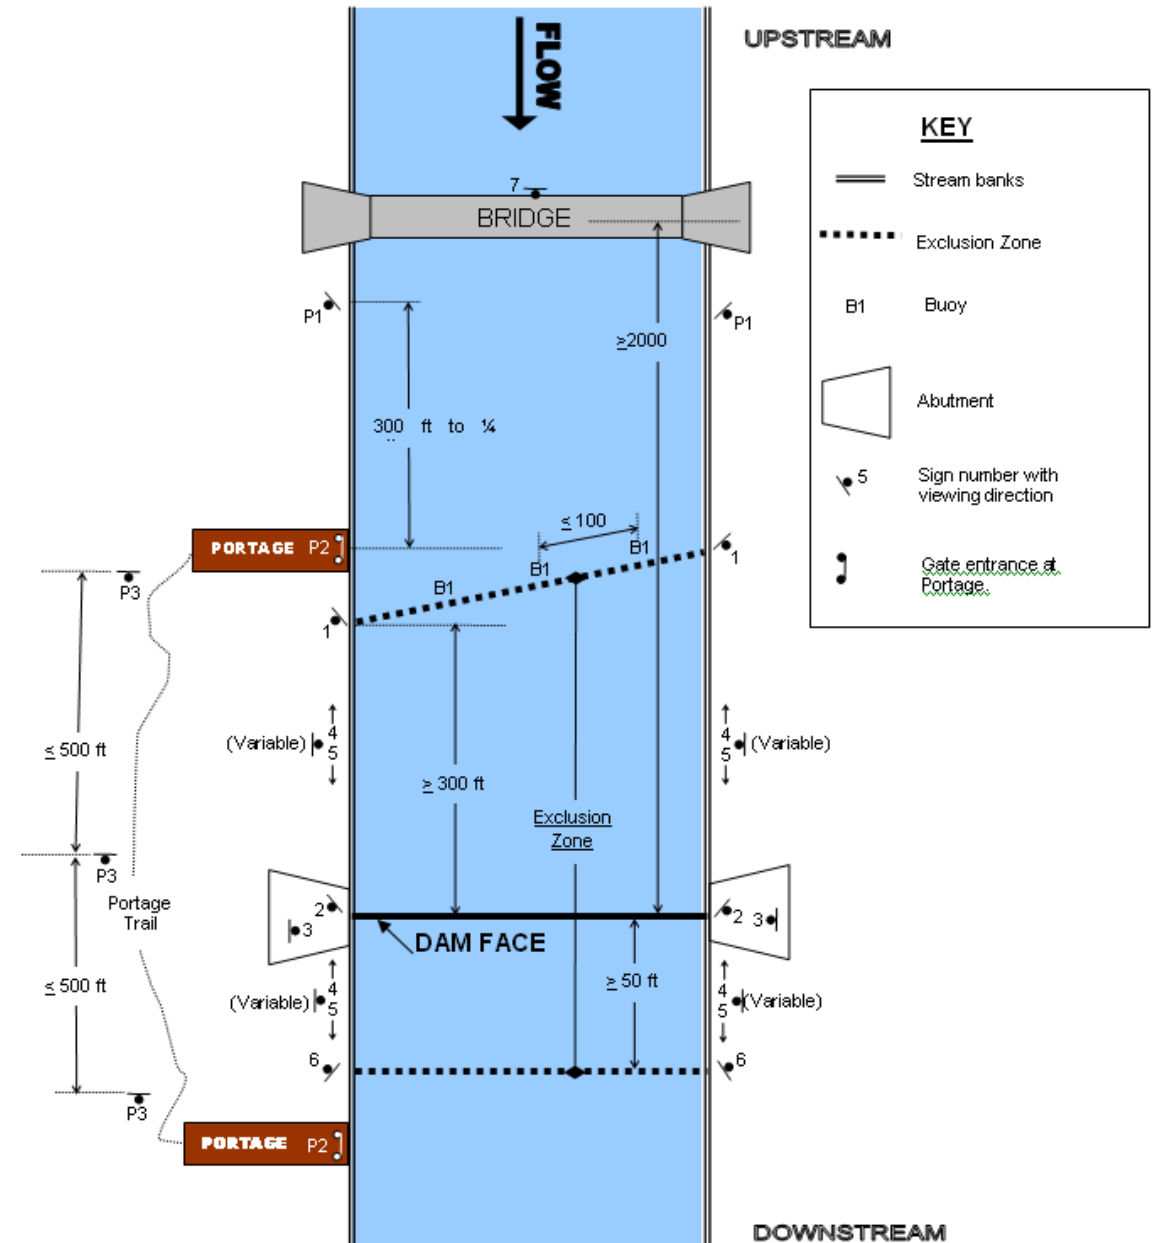 FLOW
UPSTREAM
KEY
Stream banks
Exclusion Zone
B1 Buoy
Abutment
5 Sign number with
viewing direction
Gate entrance at
Portage.
7
BRIDGE
P1
P1
≥2000
300 ft to ¼
≤ 100
PORTAGE P2
B1
B1
B1
1
1
P3
≤ 500 ft
(Variable) 4
5
4 (Variable)
5
≥ 300 ft
Exclusion
Zone
P3
Portage
Trail
2
3
2 3
DAM FACE
≤ 500 ft
≥ 50 ft
(Variable) 4
5
4 (Variable)
5
6
6
P3
PORTAGE P2
DOWNSTREAM